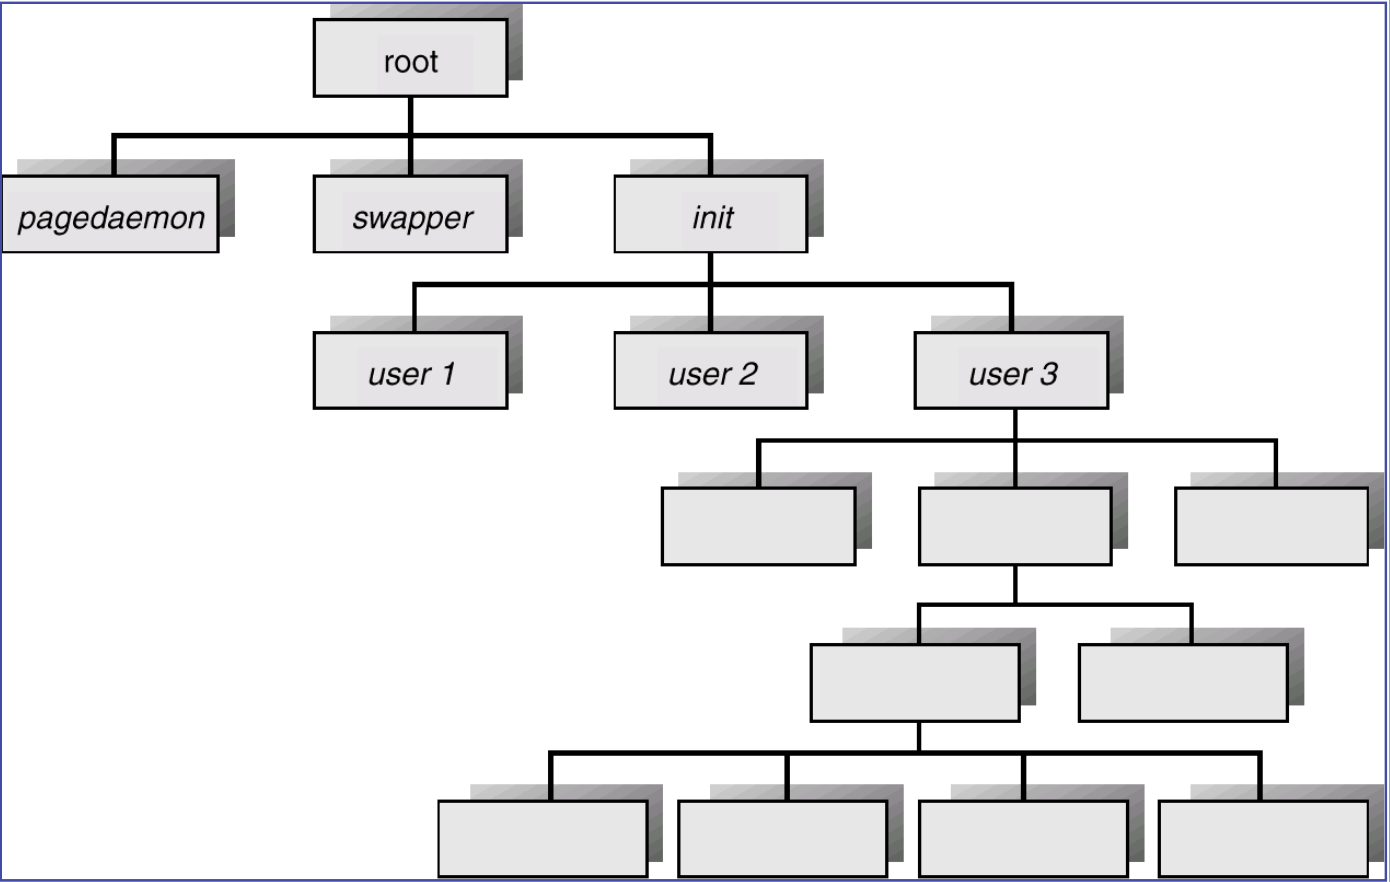 root
pagedaemon
swapper
init
user 1
user 2
user 3